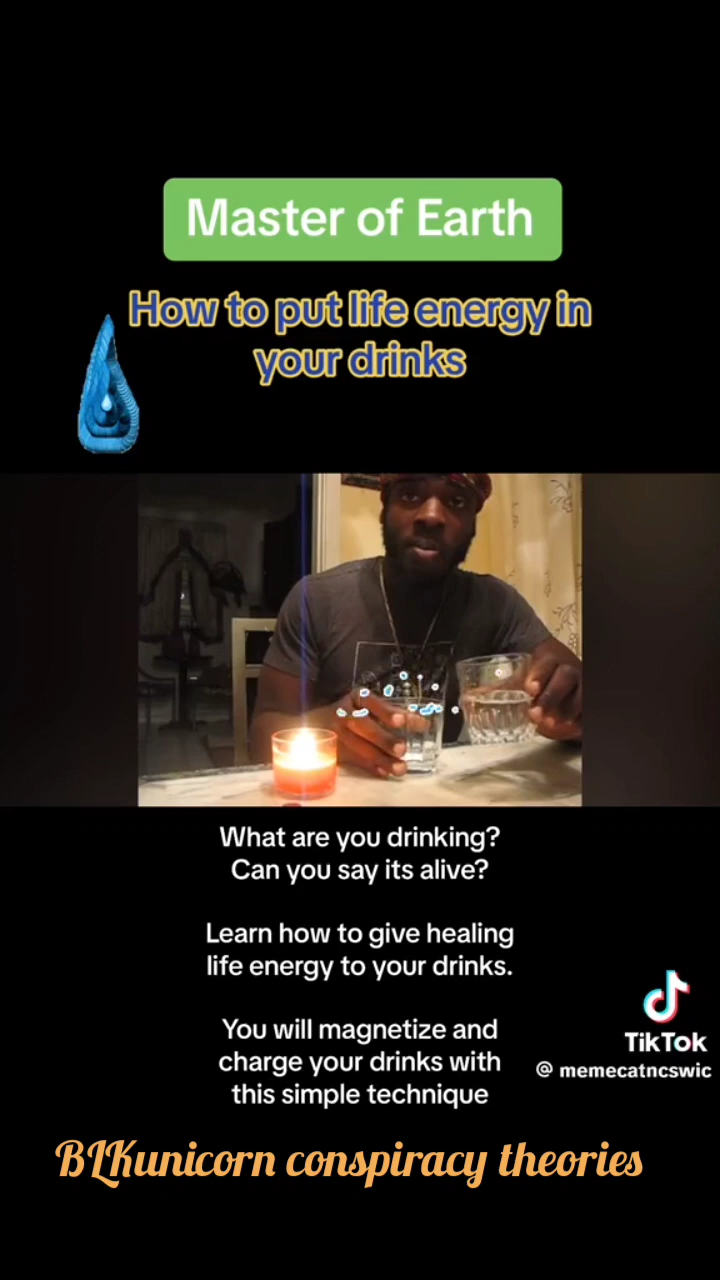 Master of Earth
How to put life energy in
your drinks
What are you drinking?
Can you say its alive?
Learn how to give healing
life energy to your drinks.
You will magnetize and
charge your drinks with
this simple technique
TikTok
@ memecatncswic
BLKunicorn conspiracy theories